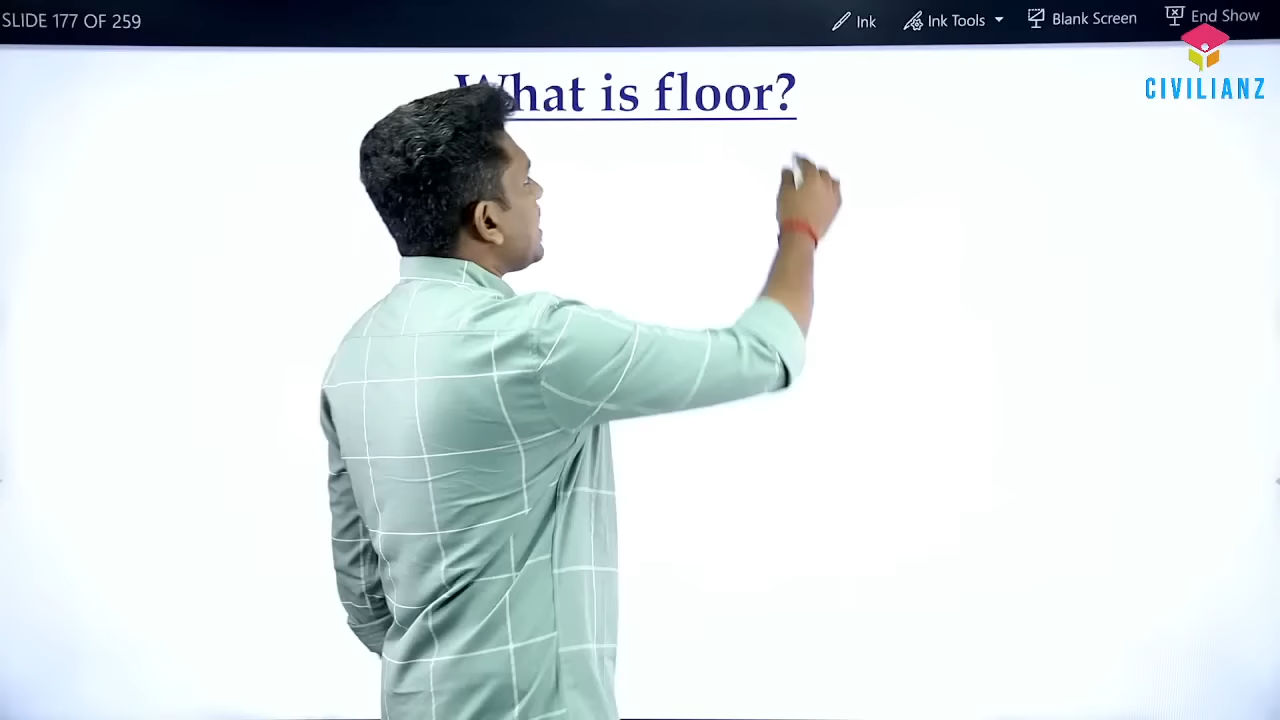 SLIDE 177 OF 259
Ink
Ink Tools
Blank Screen
End Show
CIVILIANZ
What is floor?